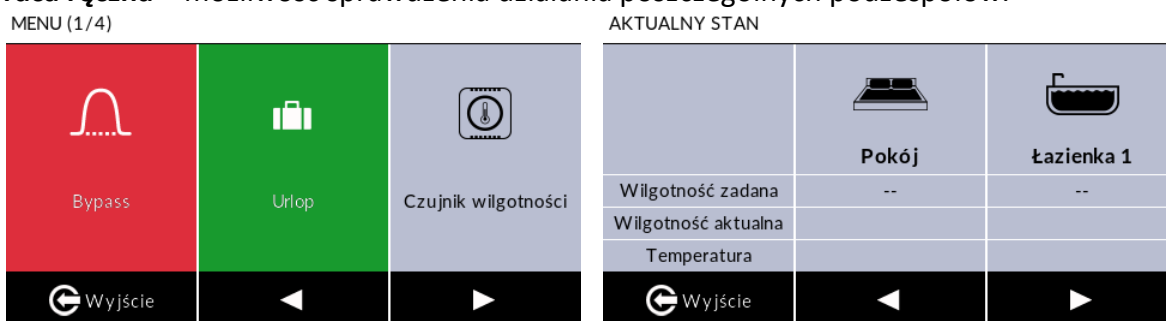 MENU (1/4)
Bypass
Urlop
Czujnik wilgotności
Wyjście
AKTUALNY STAN
Pokój
Łazienka 1
Wilgotność zadana
--
--
Wilgotność aktualna
Temperatura
Wyjście